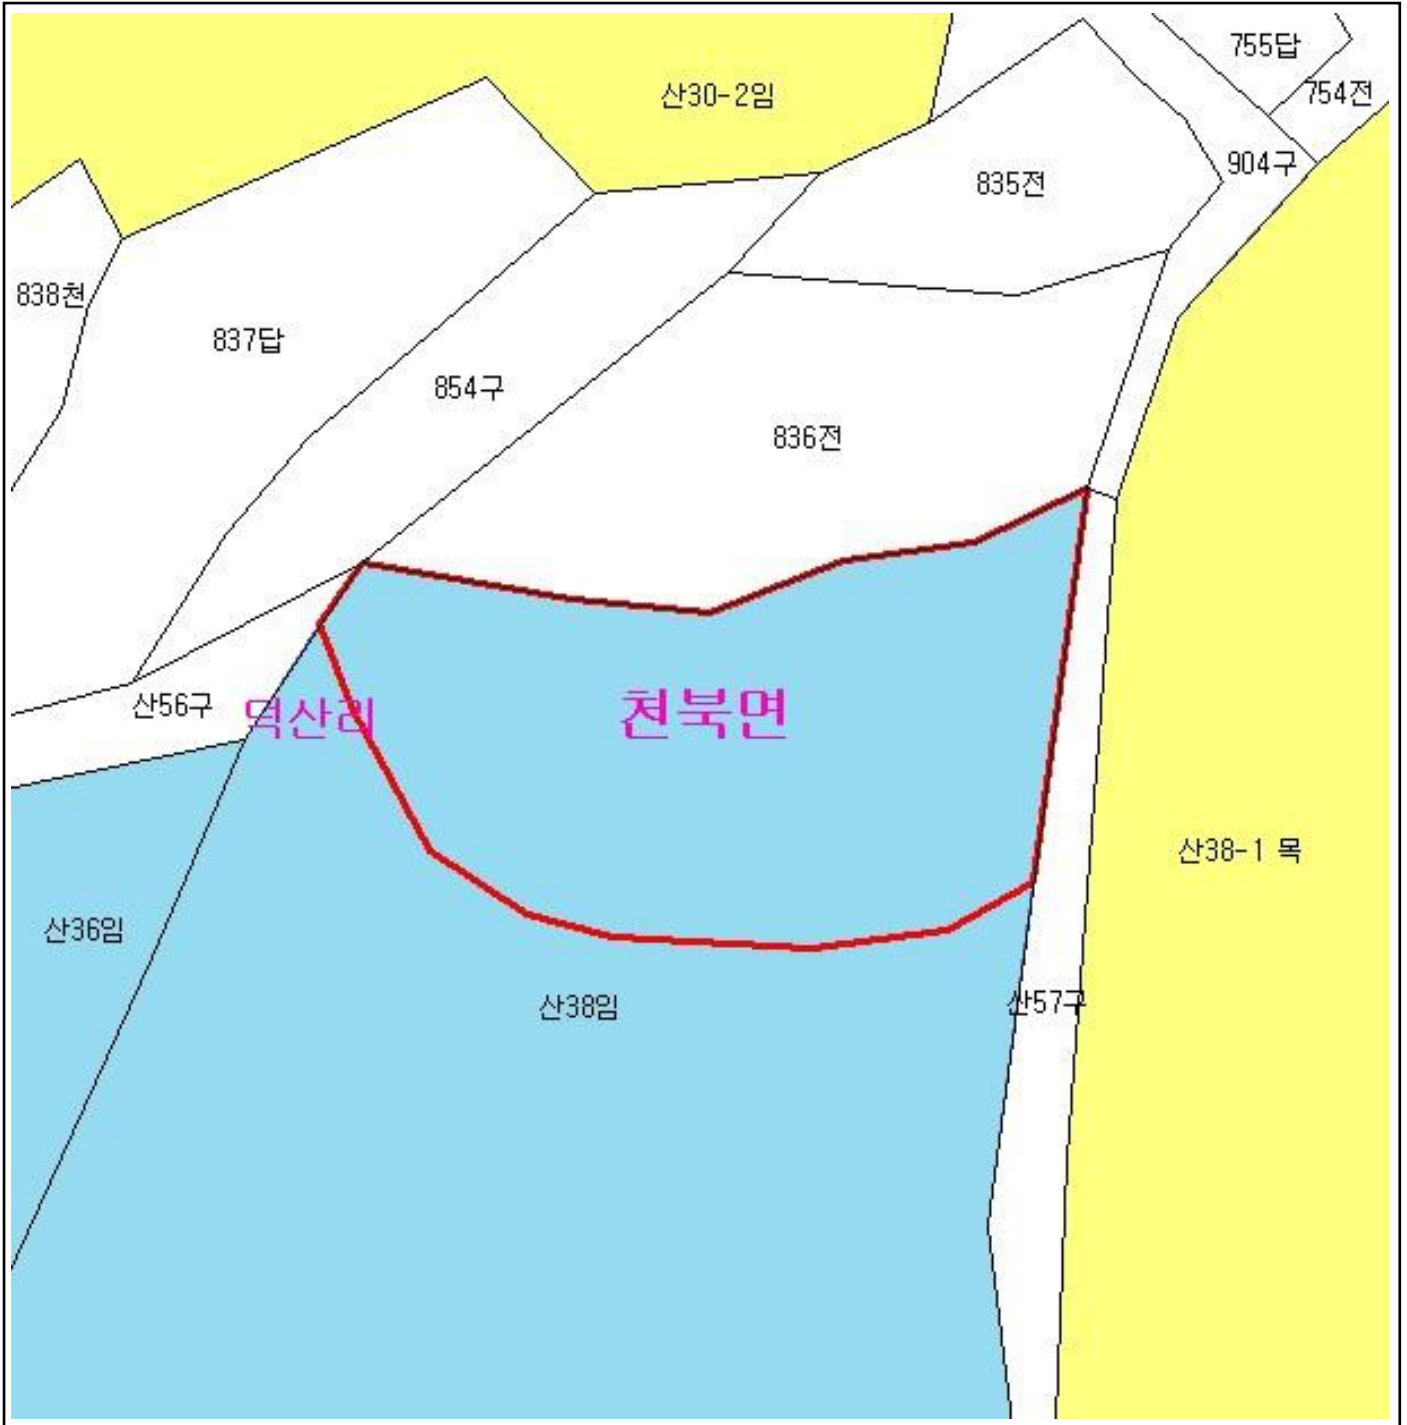 755답
산30-2임
754전
904구
835전
838천
837답
854구
836전
산56구
덕산리
천북면
산38-1 목
산36임
산57구
산38임